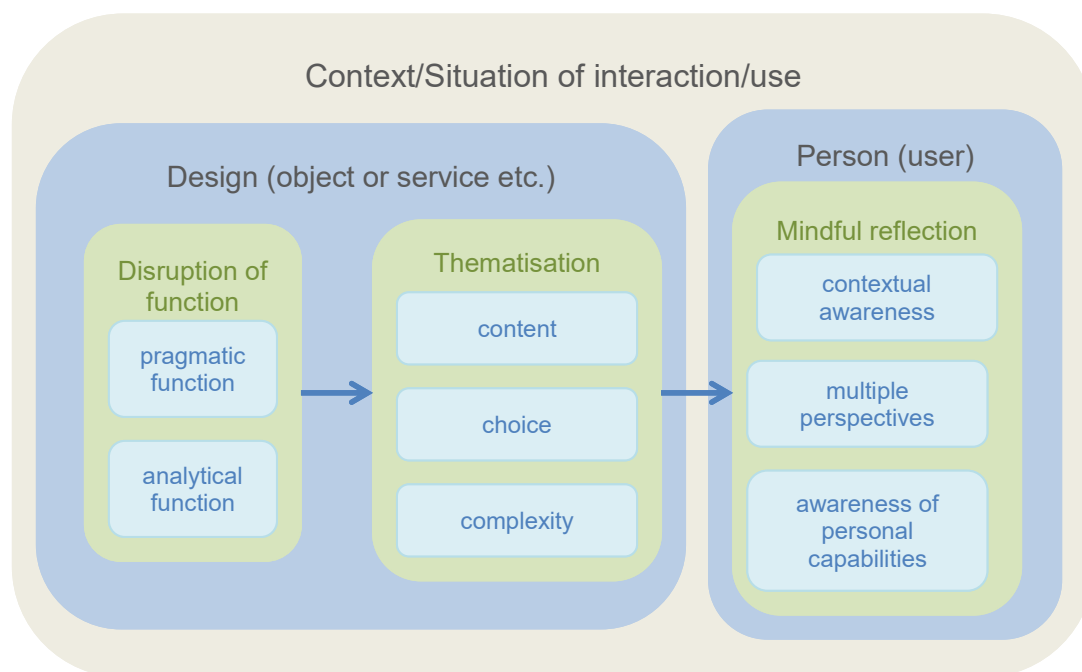 Context/Situation of interaction/use
Design (object or service etc.)
Disruption of
function
pragmatic
function
analytical
function
Thematisation
content
choice
complexity
Person (user)
Mindful reflection
contextual
awareness
multiple
perspectives
awareness of
personal
capabilities